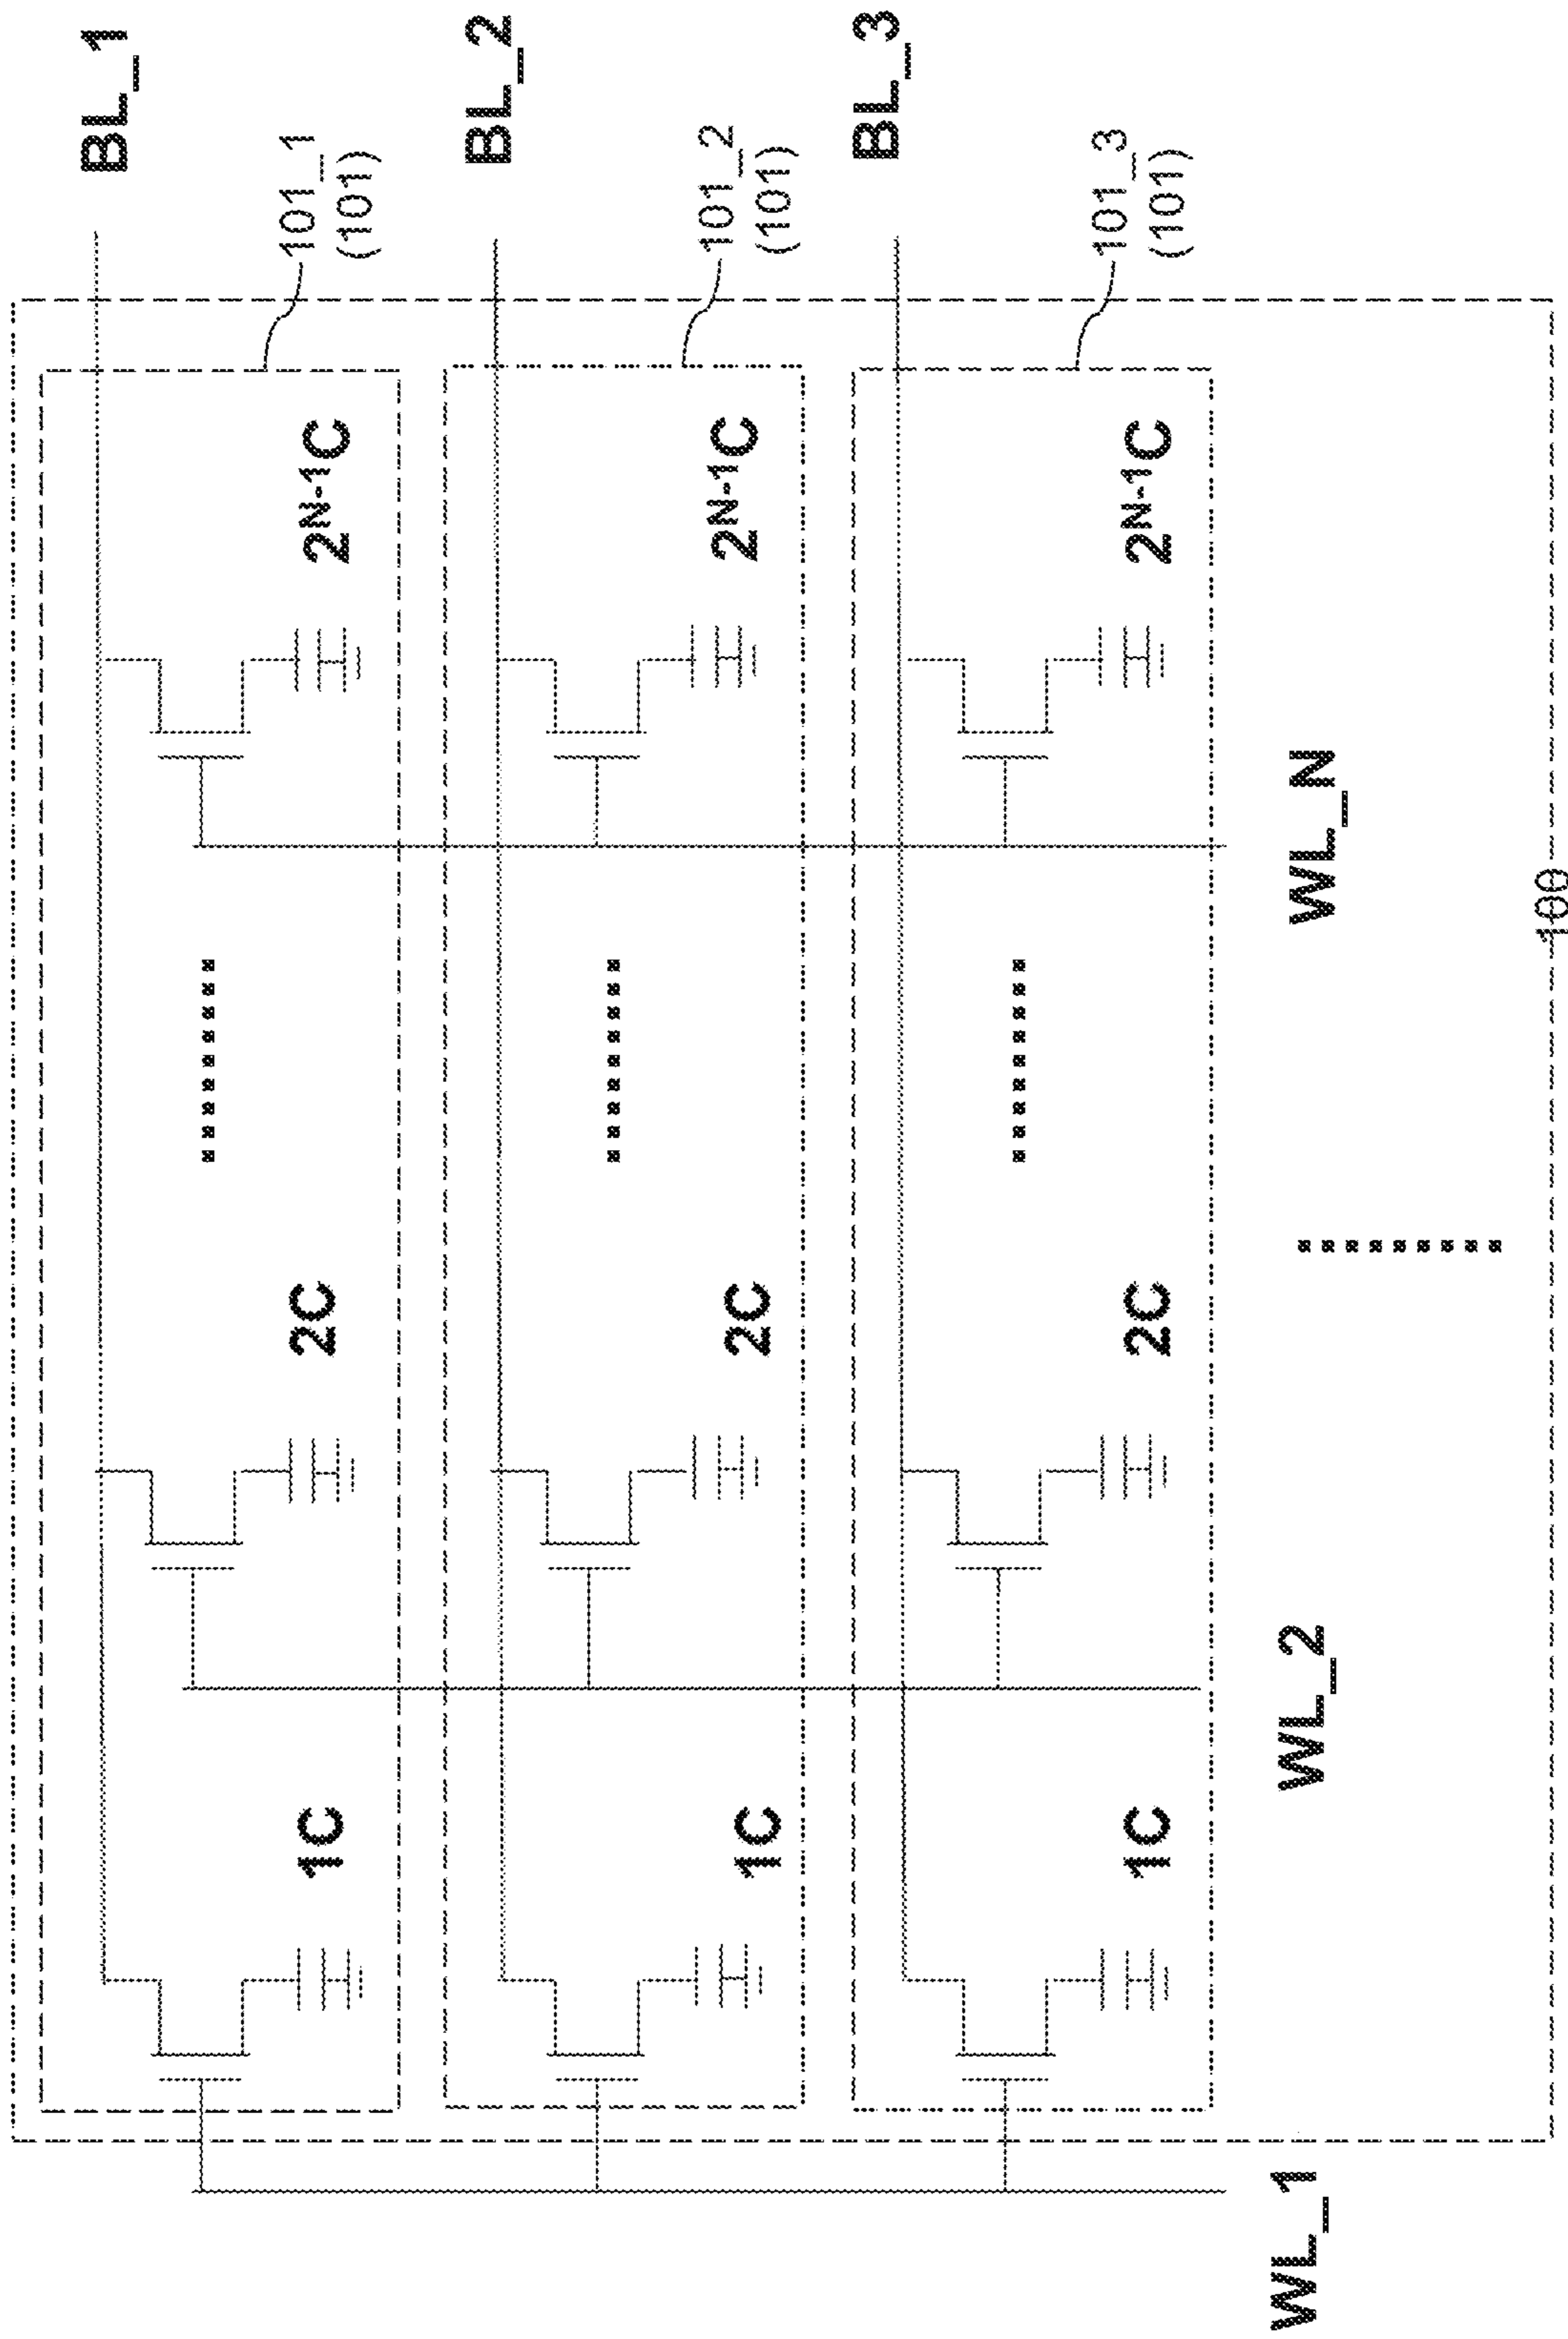 BL_1
101_1
(101)
1C
2C
2N-1C
BL_2
101_2
(101)
1C
2C
2N-1C
BL_3
101_3
(101)
1C
2C
2N-1C
WL_1
WL_2
WL_N
100